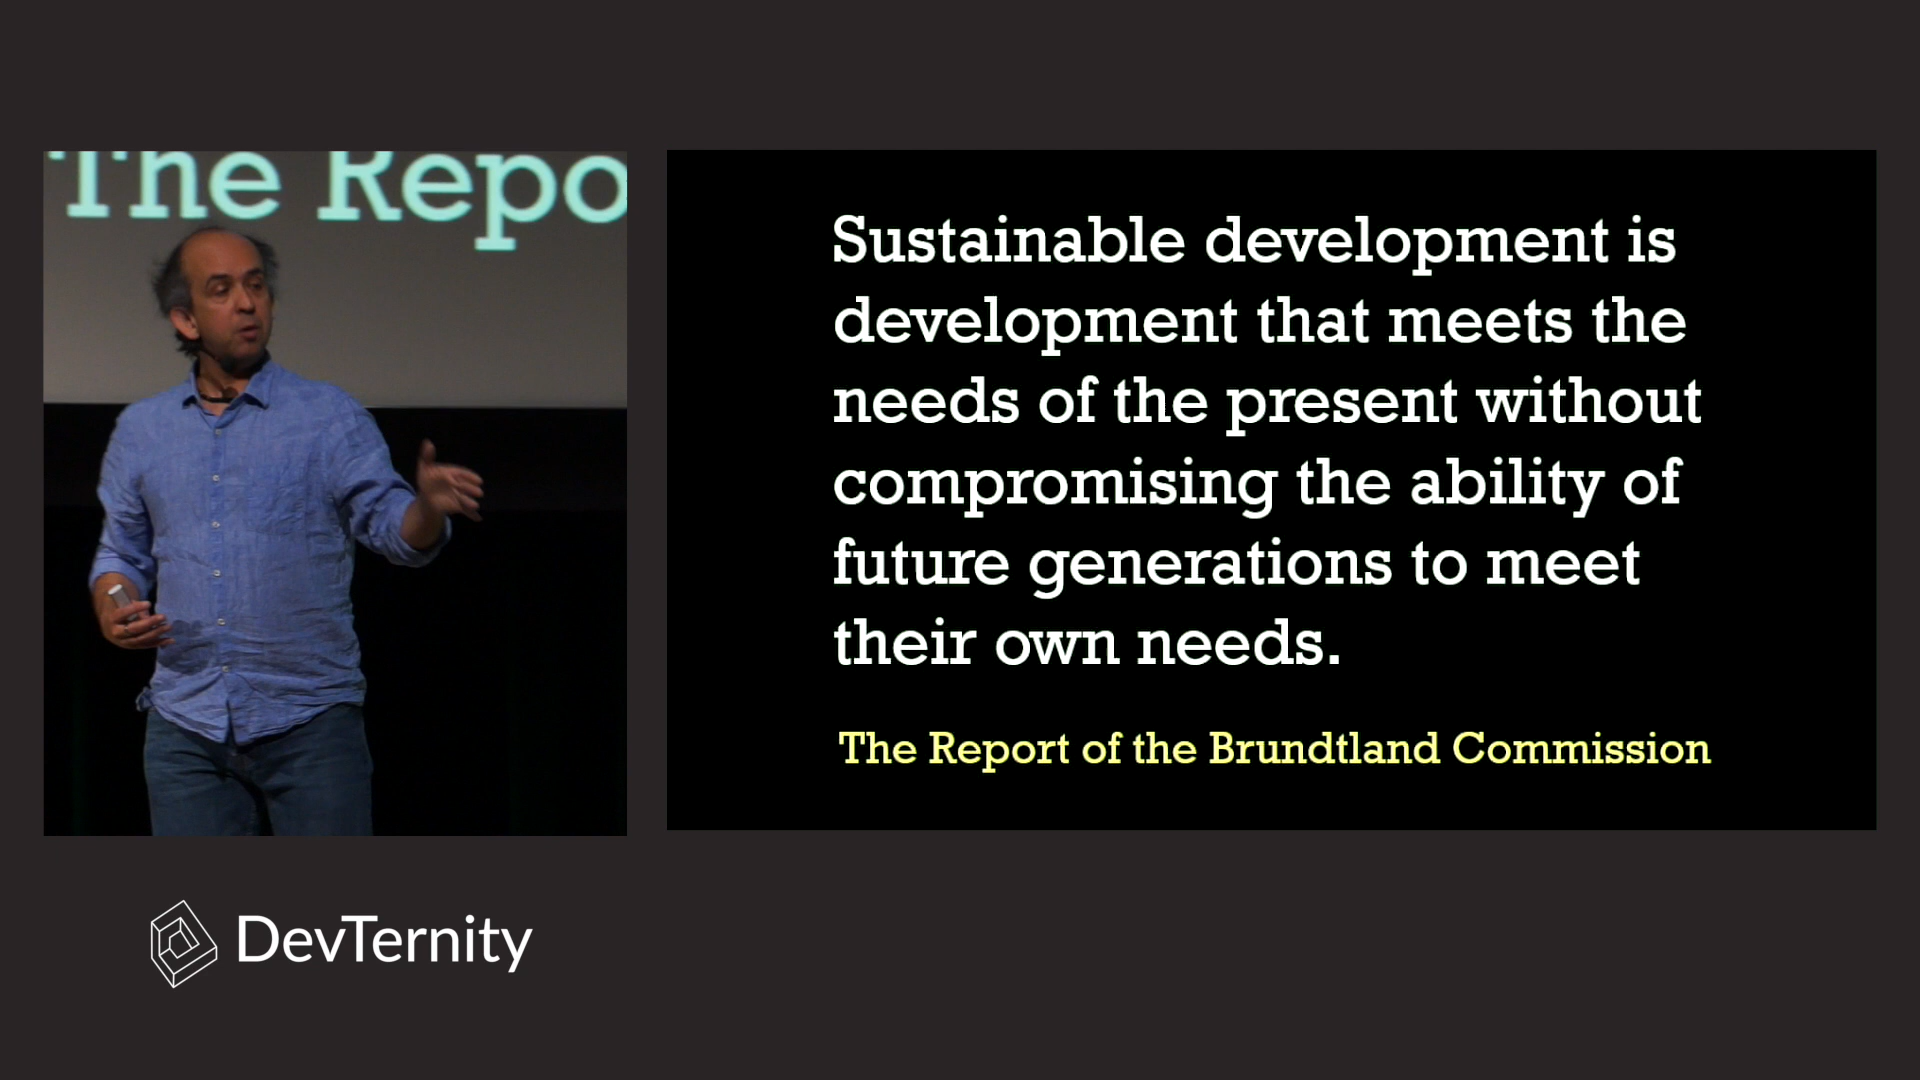 The Repo
Sustainable development is
development that meets the
needs of the present without
compromising the ability of
future generations to meet
their own needs.
The Report of the Brundtland Commission
DevTernity